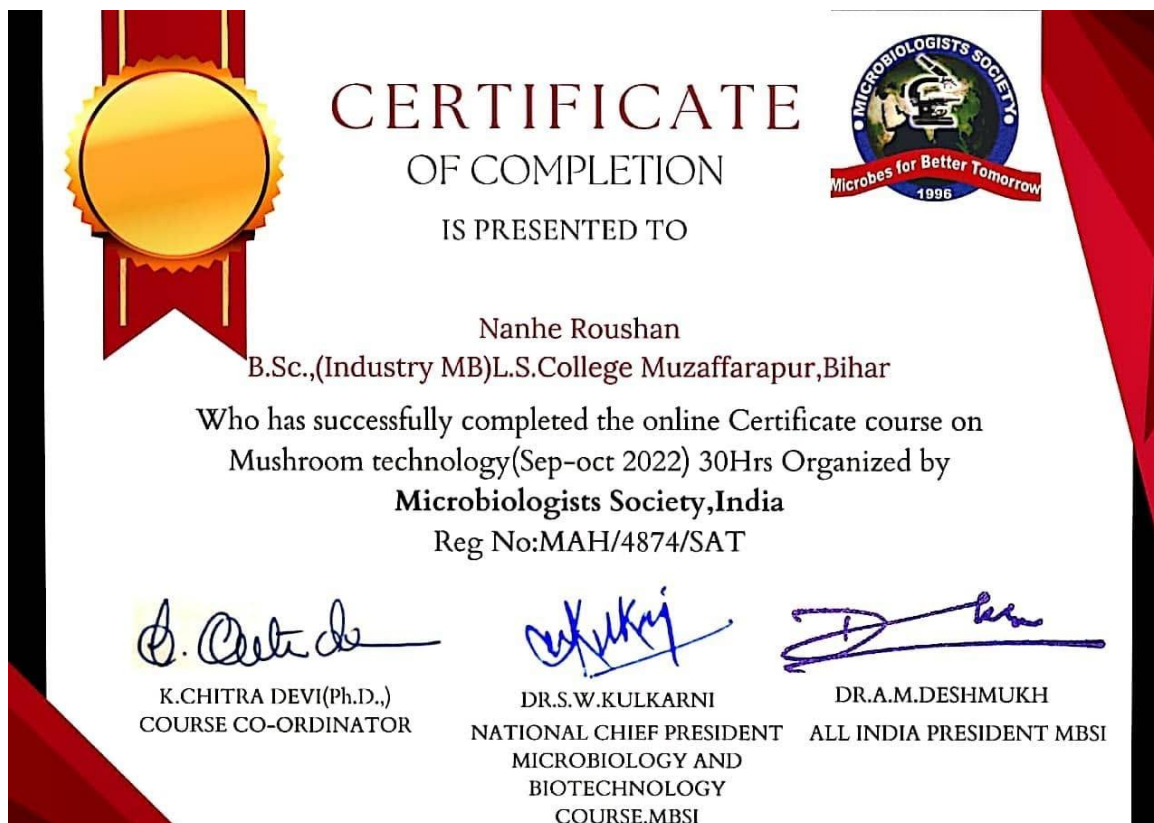 CERTIFICATE
OF COMPLETION
IS PRESENTED TO
MICROBIOLOGISTS SOCIETY
Microbes for Better Tomorrow
1996
Nanhe Roushan
B.Sc.,(Industry MB)L.S.College Muzaffarapur,Bihar
Who has successfully completed the online Certificate course on
Mushroom technology(Sep-oct 2022) 30Hrs Organized by
Microbiologists Society,India
Reg No:MAH/4874/SAT
K.CHITRA DEVI(Ph.D.,)
COURSE CO-ORDINATOR
DR.S.W.KULKARNI
NATIONAL CHIEF PRESIDENT
MICROBIOLOGY AND
BIOTECHNOLOGY
COURSE.MBSI
DR.A.M.DESHMUKH
ALL INDIA PRESIDENT MBSI